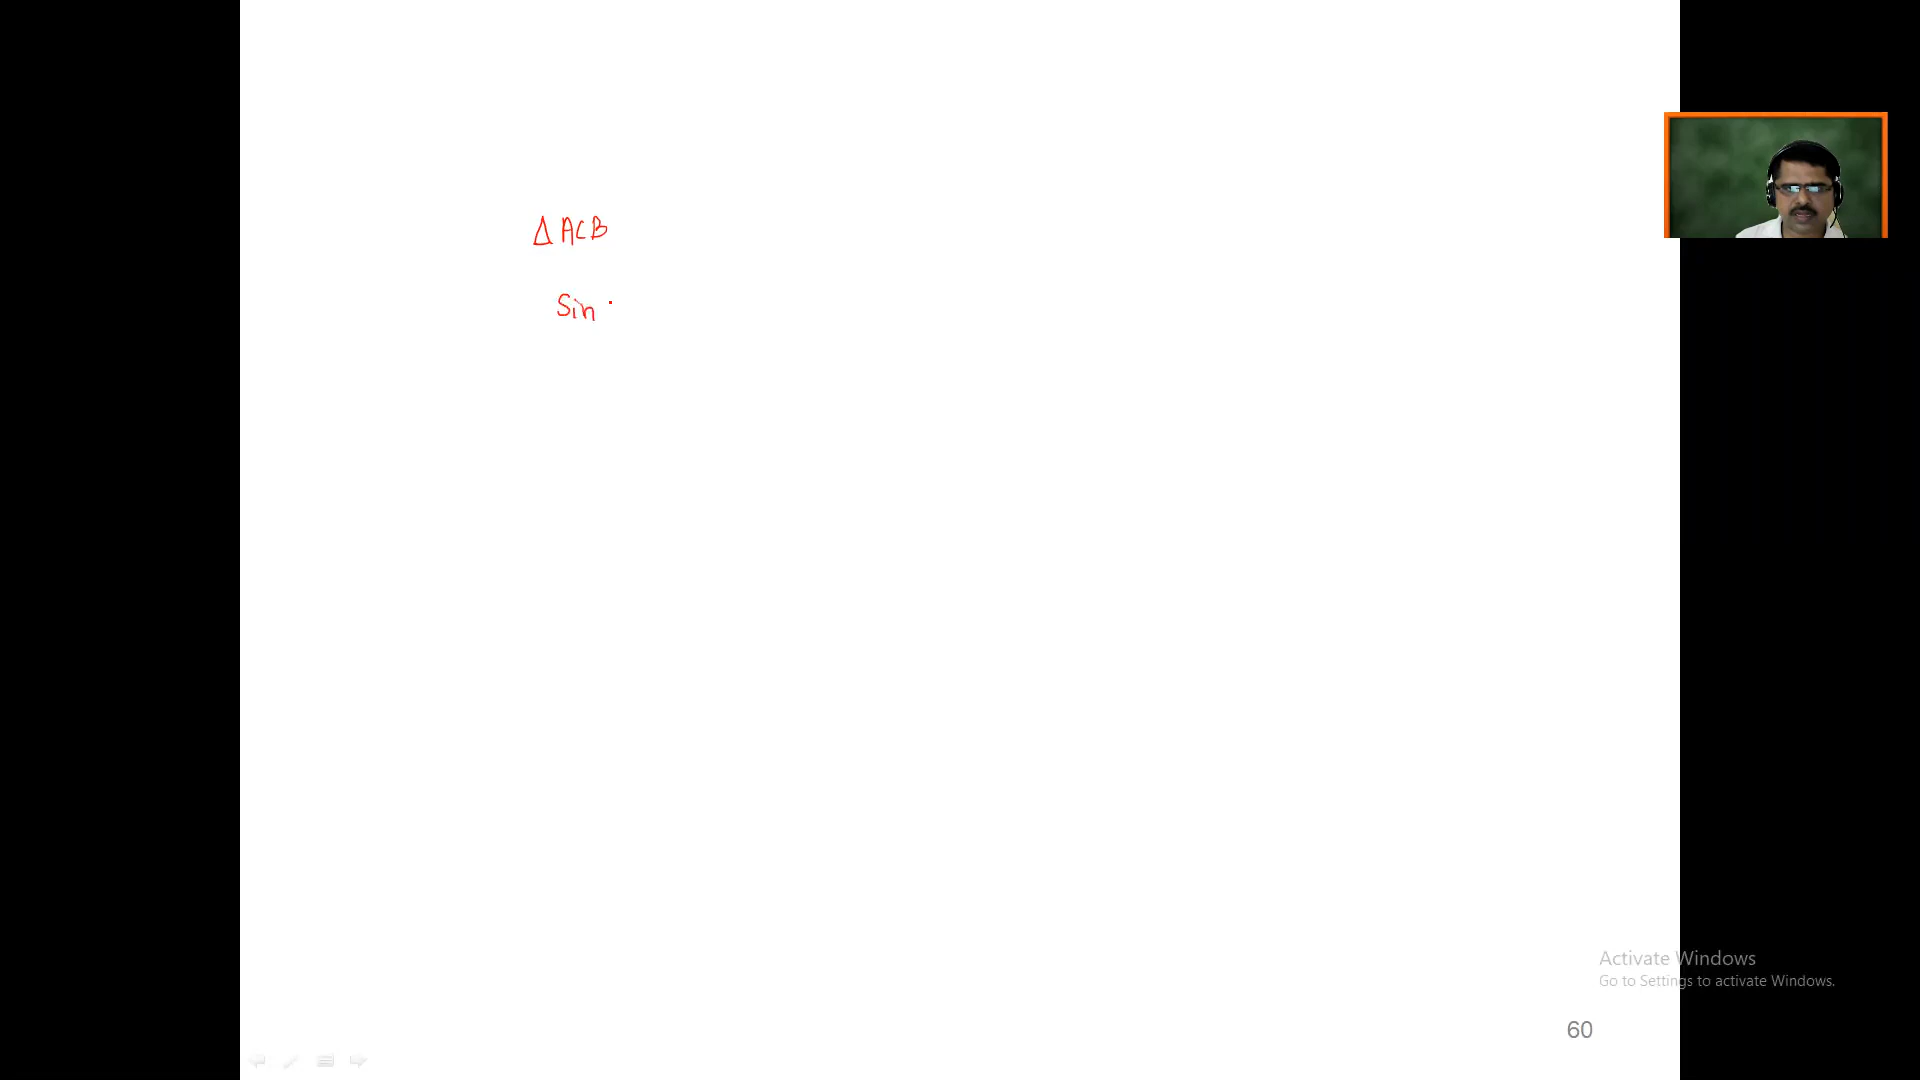 Δ ACB
Sin
Activate Windows
Go to Settings to activate Windows.
60